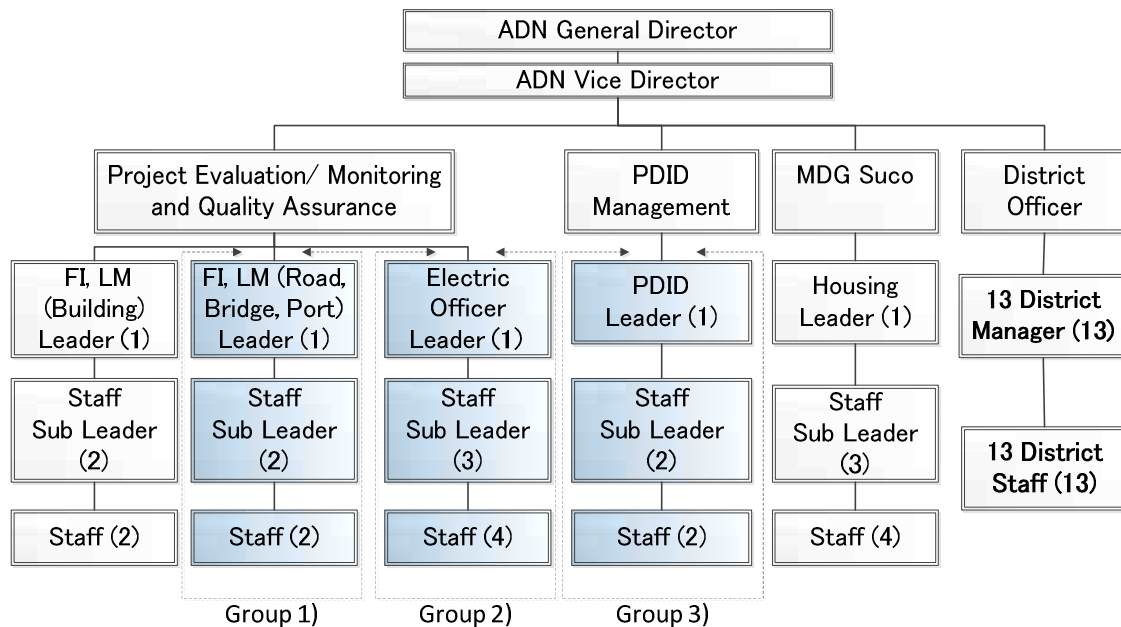 ADN General Director
ADN Vice Director
Project Evaluation/ Monitoring
and Quality Assurance
PDID
Management
MDG Suco
District
Officer
FI, LM
(Building)
Leader (1)
FI, LM (Road,
Bridge, Port)
Leader (1)
Electric
Officer
Leader (1)
PDID
Leader (1)
Housing
Leader (1)
13 District
Manager (13)
Staff
Sub Leader
(2)
Staff
Sub Leader
(2)
Staff
Sub Leader
(3)
Staff
Sub Leader
(2)
Staff
Sub Leader
(3)
13 District
Staff (13)
Staff (2)
Staff (2)
Staff (4)
Staff (2)
Staff (4)
Group 1)
Group 2)
Group 3)